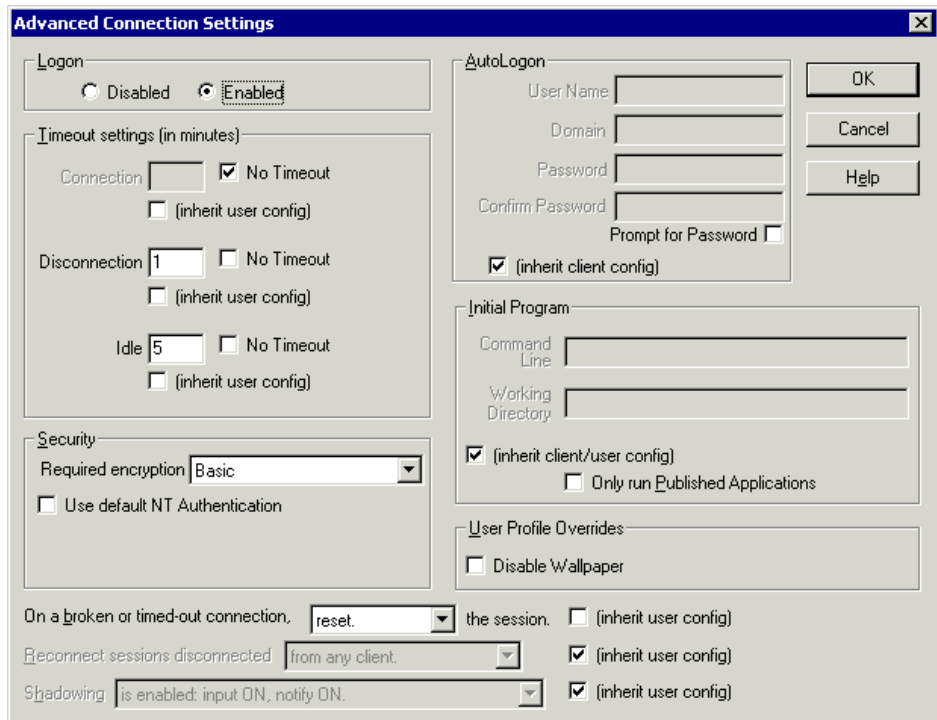 Advanced Connection Settings
Logon
Disabled
Enabled
Timeout settings (in minutes)
Connection
No Timeout
(inherit user config)
Disconnection 1
No Timeout
(inherit user config)
Idle 5
No Timeout
(inherit user config)
Security
Required encryption Basic
Use default NT Authentication
AutoLogon
User Name
Domain
Password
Confirm Password
Prompt for Password
(inherit client config)
OK
Cancel
Help
Initial Program
Command
Line
Working
Directory
(inherit client/user config)
Only run Published Applications
User Profile Overrides
Disable Wallpaper
On a broken or timed-out connection, reset. the session. (inherit user config)
Reconnect sessions disconnected from any client. (inherit user config)
Shadowing is enabled: input ON, notify ON. (inherit user config)